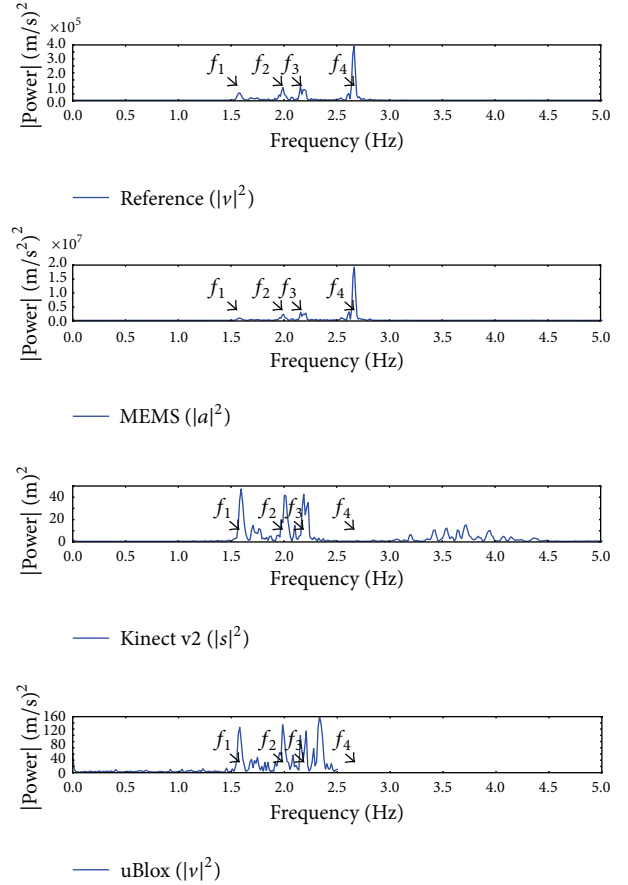 ×10⁵
|Power| (m/s)²
4.0
3.0
2.0
1.0
0.0
f₁ f₂ f₃ f₄
0.0 0.5 1.0 1.5 2.0 2.5 3.0 3.5 4.0 4.5 5.0
Frequency (Hz)
Reference (|v|²)
×10⁷
|Power| (m/s²)²
2.0
1.5
1.0
0.5
0.0
f₁ f₂ f₃ f₄
0.0 0.5 1.0 1.5 2.0 2.5 3.0 3.5 4.0 4.5 5.0
Frequency (Hz)
MEMS (|a|²)
|Power| (m)²
40
20
0
f₁ f₂ f₃ f₄
0.0 0.5 1.0 1.5 2.0 2.5 3.0 3.5 4.0 4.5 5.0
Frequency (Hz)
Kinect v2 (|s|²)
|Power| (m/s)²
160
120
80
40
0
f₁ f₂ f₃ f₄
0.0 0.5 1.0 1.5 2.0 2.5 3.0 3.5 4.0 4.5 5.0
Frequency (Hz)
uBlox (|v|²)